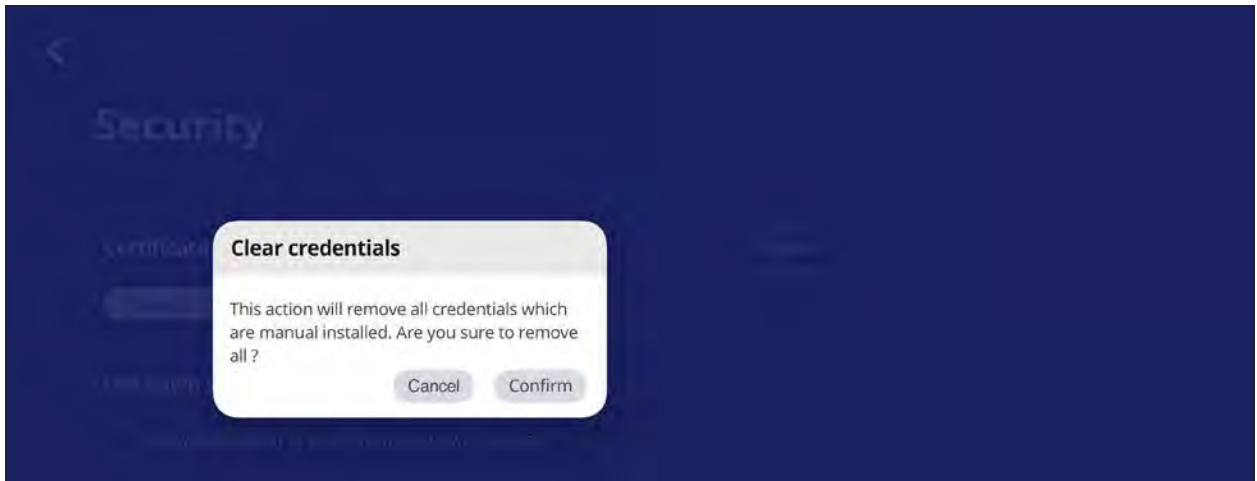 Security
Certificate
Clear credentials
This action will remove all credentials which
are manual installed. Are you sure to remove
all ?
Cancel Confirm